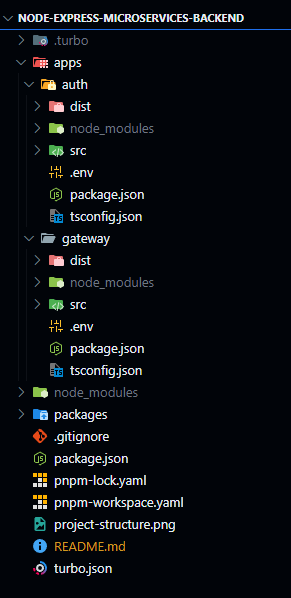 NODE-EXPRESS-MICROSERVICES-BACKEND
.turbo
apps
auth
dist
node_modules
src
.env
package.json
tsconfig.json
gateway
dist
node_modules
src
.env
package.json
tsconfig.json
node_modules
packages
.gitignore
package.json
pnpm-lock.yaml
pnpm-workspace.yaml
project-structure.png
README.md
turbo.json